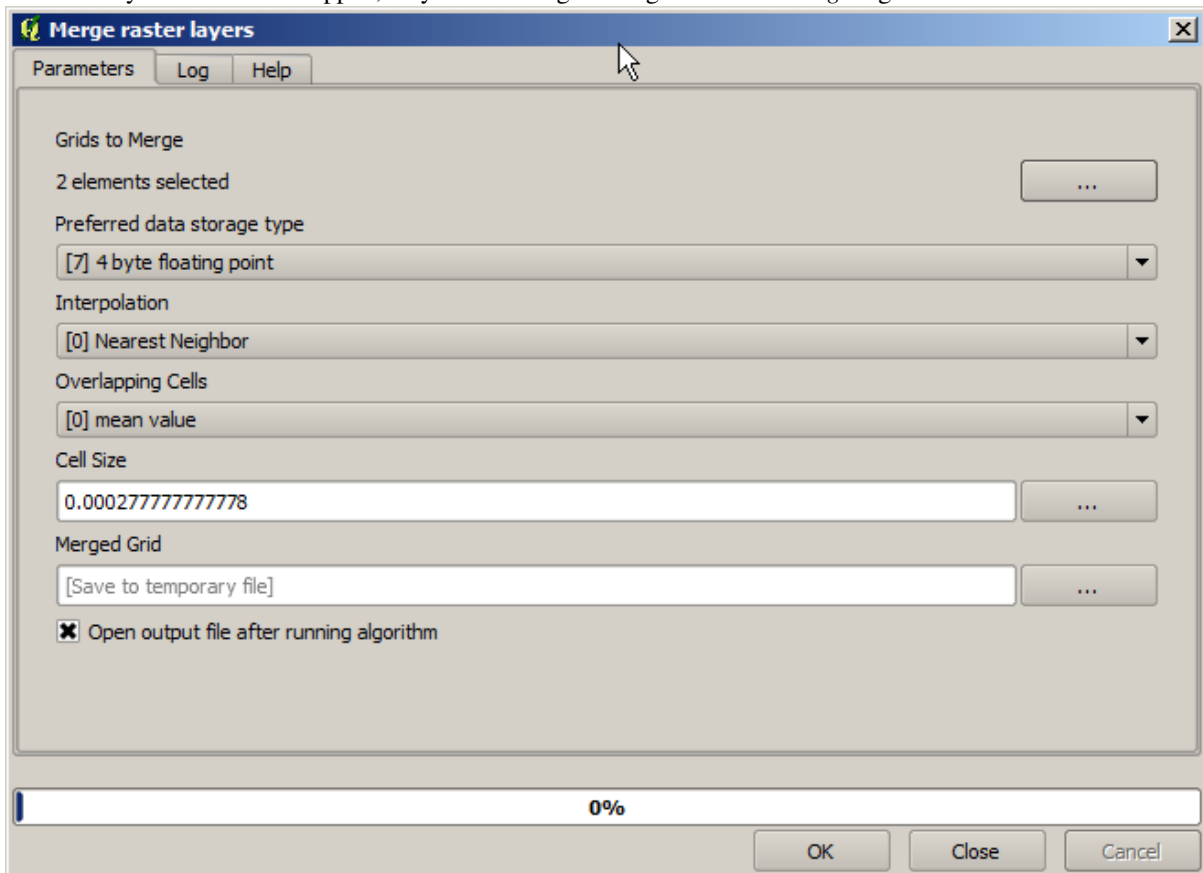 Merge raster layers
Parameters Log Help
Grids to Merge
2 elements selected
...
Preferred data storage type
[7] 4 byte floating point
Interpolation
[0] Nearest Neighbor
Overlapping Cells
[0] mean value
Cell Size
0.000277777777778
...
Merged Grid
[Save to temporary file]
...
Open output file after running algorithm
0%
OK Close Cancel